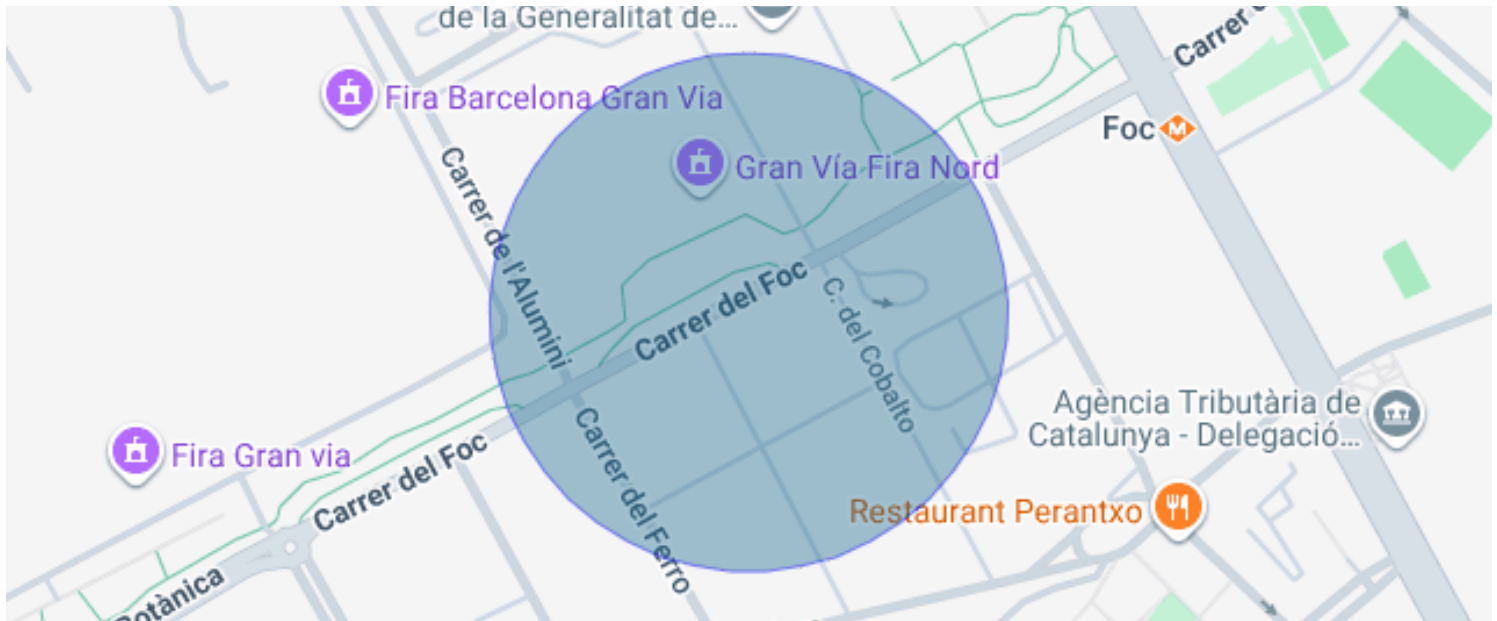 de la Generalitat de...
Carrer d
Fira Barcelona Gran Via
Foc
Gran Vía Fira Nord
Carrer de l'Alumini
Carrer del Foc
C. del Cobalto
Agència Tributària de
Catalunya - Delegació...
Fira Gran via
Carrer del Foc
Carrer del Ferro
Restaurant Perantxo
Botànica